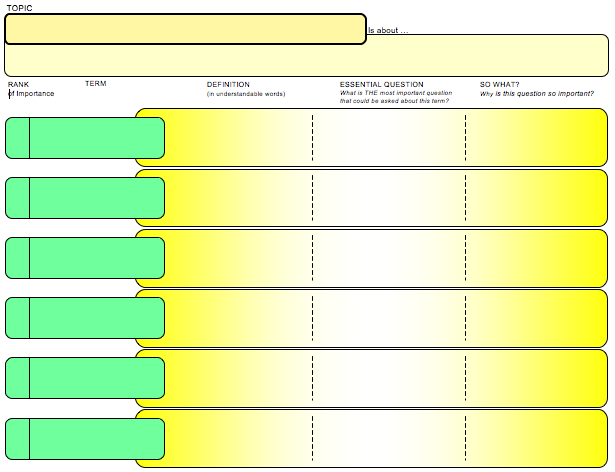 TOPIC
Is about ...
RANK
of Importance
TERM
DEFINITION
(in understandable words)
ESSENTIAL QUESTION
What is THE most important question
that could be asked about this term?
SO WHAT?
Why is this question so important?